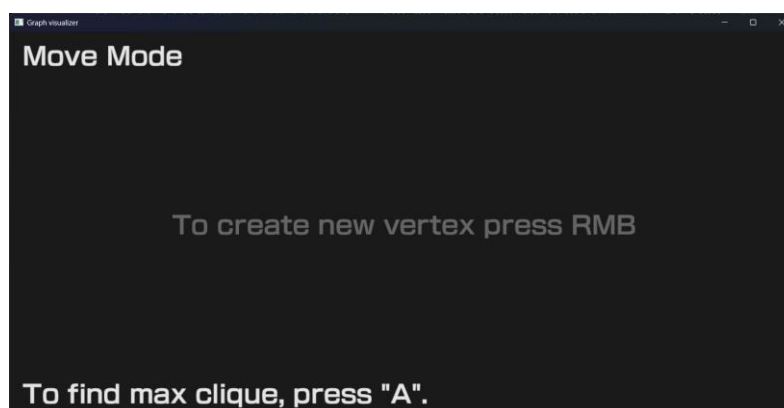 Graph visualizer
Move Mode
To create new vertex press RMB
To find max clique, press "A".